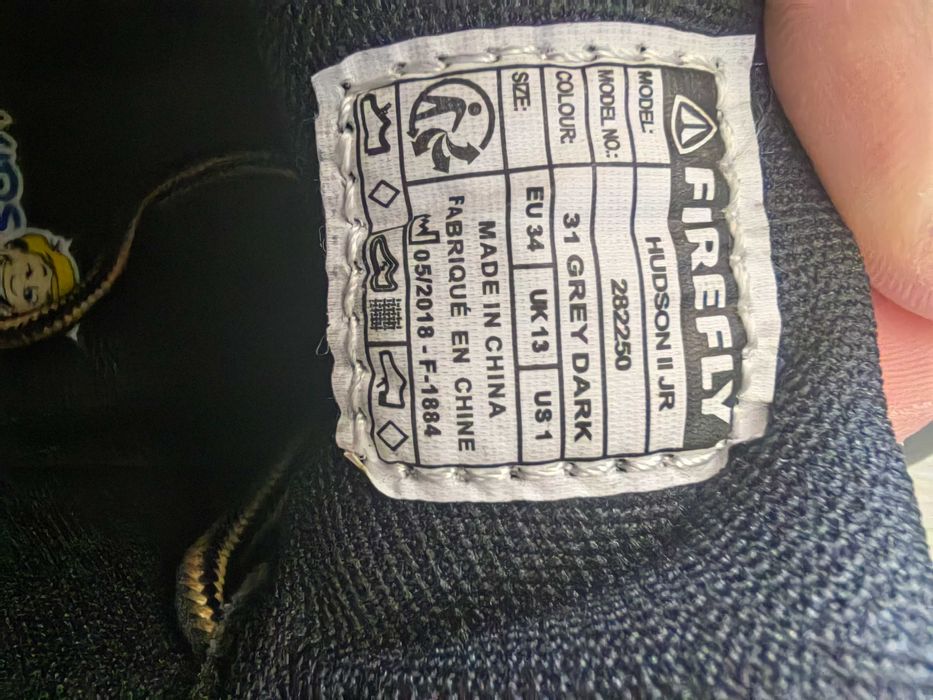 FIREFLY
MODEL: HUDSON II JR
MODEL NO.: 282250
COLOUR: 31 GREY DARK
SIZE: EU 34 UK 13 US 1
MADE IN CHINA
FABRIQUÉ EN CHINE
05/2018 - F-1884